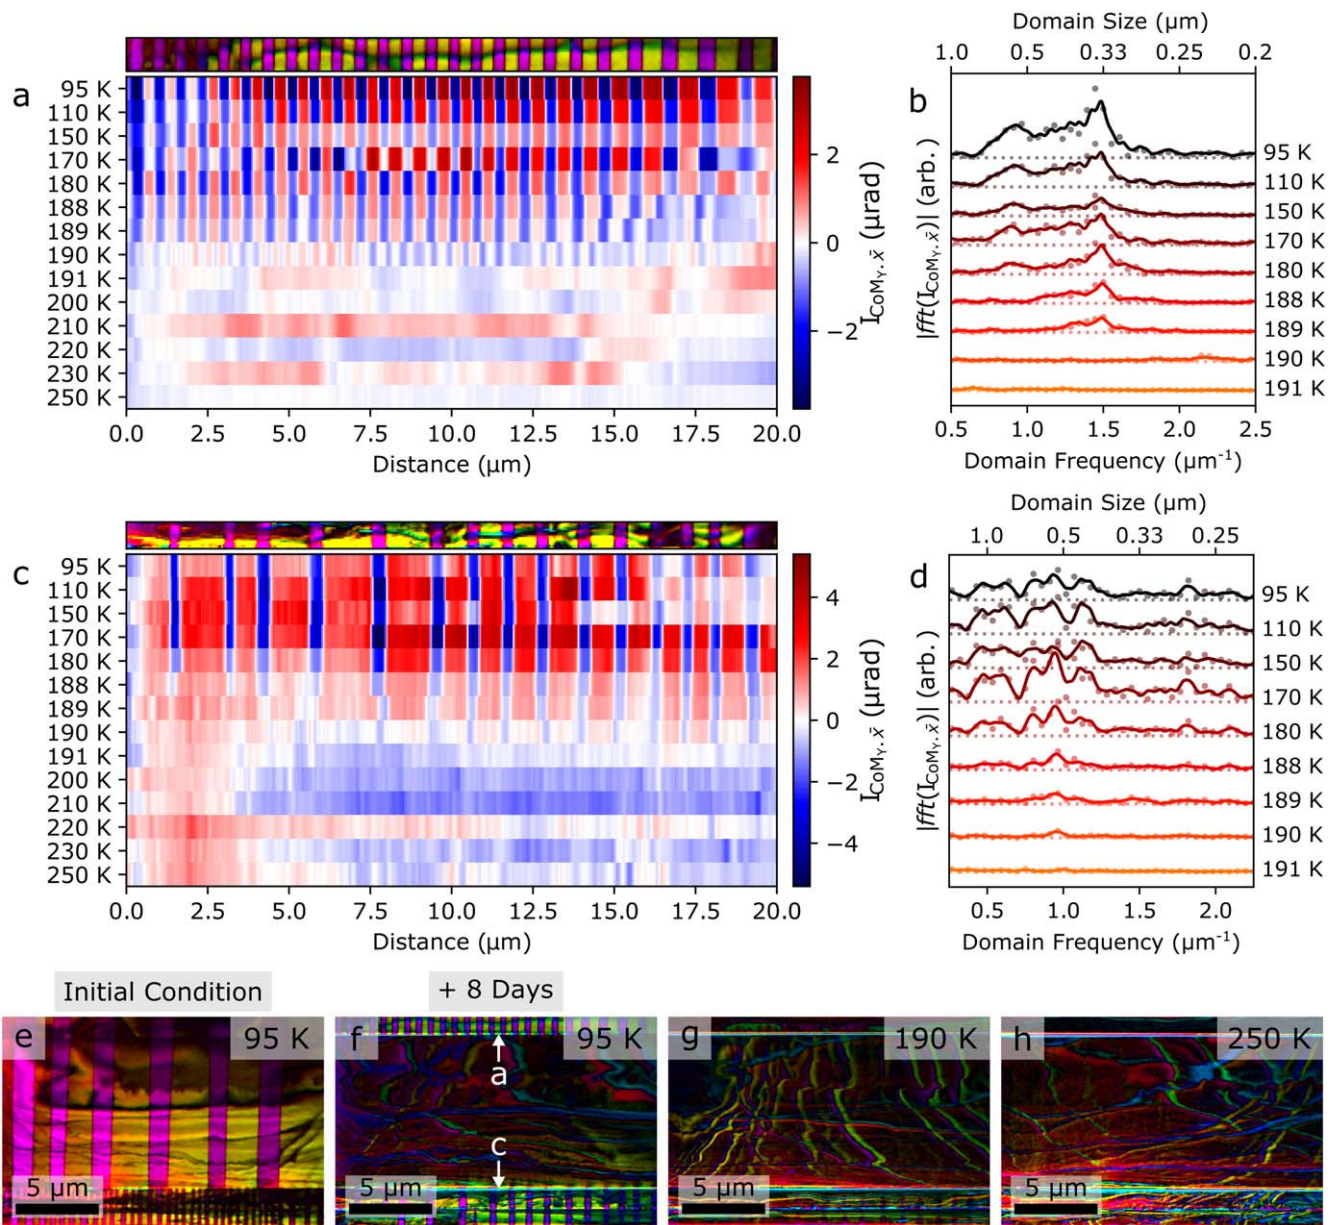 a
95 K
110 K
150 K
170 K
180 K
188 K
189 K
190 K
191 K
200 K
210 K
220 K
230 K
250 K
0.0 2.5 5.0 7.5 10.0 12.5 15.0 17.5 20.0
Distance (µm)
2
0
−2
I_CoM_Y, x̄ (µrad)
b
Domain Size (µm)
1.0 0.5 0.33 0.25 0.2
|fft(I_CoM_Y, x̄)| (arb.)
95 K
110 K
150 K
170 K
180 K
188 K
189 K
190 K
191 K
0.5 1.0 1.5 2.0 2.5
Domain Frequency (µm⁻¹)
c
95 K
110 K
150 K
170 K
180 K
188 K
189 K
190 K
191 K
200 K
210 K
220 K
230 K
250 K
0.0 2.5 5.0 7.5 10.0 12.5 15.0 17.5 20.0
Distance (µm)
4
2
0
−2
−4
I_CoM_Y, x̄ (µrad)
d
Domain Size (µm)
1.0 0.5 0.33 0.25
|fft(I_CoM_Y, x̄)| (arb.)
95 K
110 K
150 K
170 K
180 K
188 K
189 K
190 K
191 K
0.5 1.0 1.5 2.0
Domain Frequency (µm⁻¹)
Initial Condition
+ 8 Days
e 95 K
5 µm
f 95 K
a
c
5 µm
g 190 K
5 µm
h 250 K
5 µm